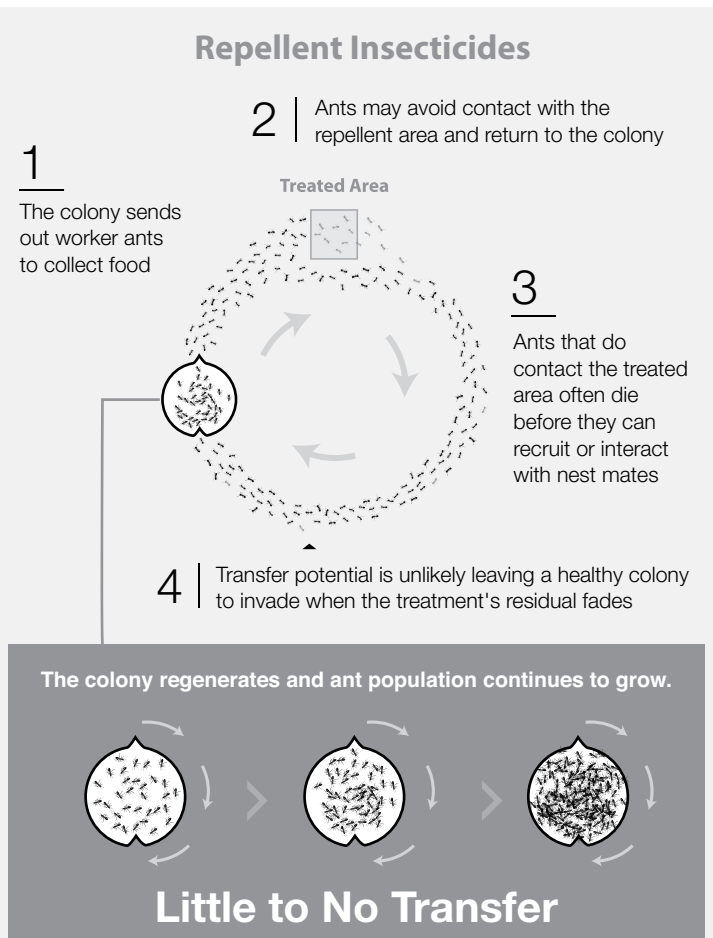 Repellent Insecticides
1
The colony sends
out worker ants
to collect food
2
Ants may avoid contact with the
repellent area and return to the colony
Treated Area
3
Ants that do
contact the treated
area often die
before they can
recruit or interact
with nest mates
4
Transfer potential is unlikely leaving a healthy colony
to invade when the treatment's residual fades
The colony regenerates and ant population continues to grow.
Little to No Transfer